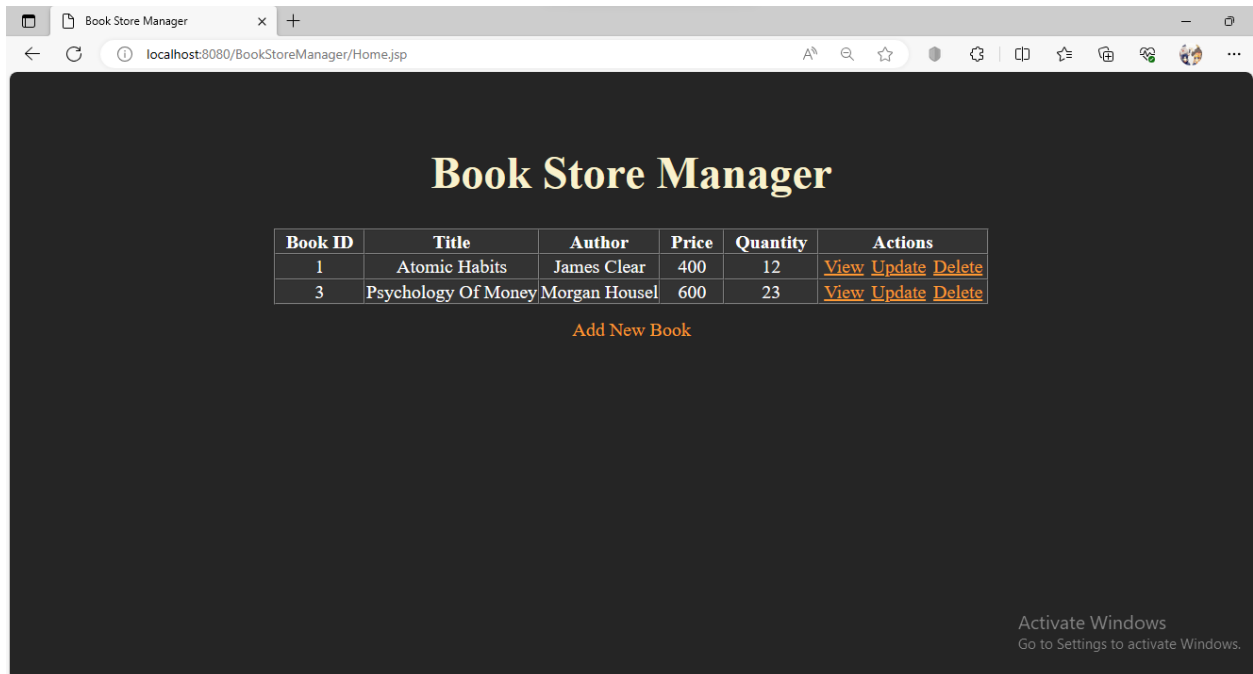 Book Store Manager
localhost:8080/BookStoreManager/Home.jsp
Book Store Manager
Book ID Title Author Price Quantity Actions
1 Atomic Habits James Clear 400 12 View Update Delete
3 Psychology Of Money Morgan Housel 600 23 View Update Delete
Add New Book
Activate Windows
Go to Settings to activate Windows.